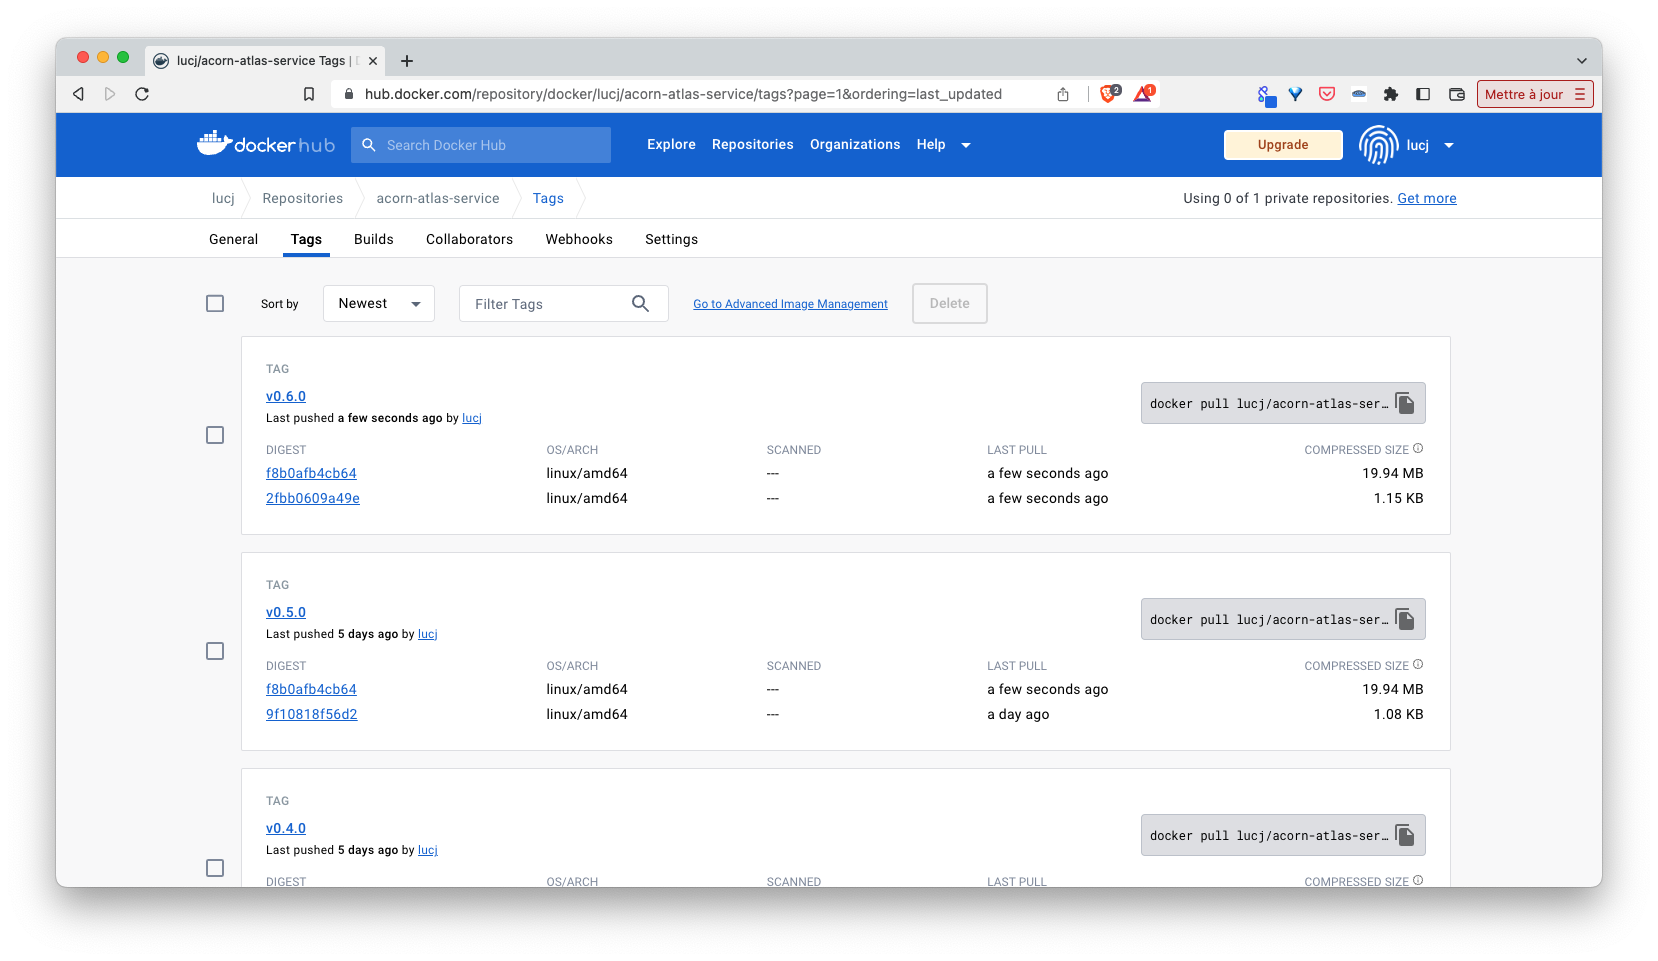 lucj/acorn-atlas-service Tags |
hub.docker.com/repository/docker/lucj/acorn-atlas-service/tags?page=1&ordering=last_updated
2
1
Mettre à jour
dockerhub
Search Docker Hub
Explore
Repositories
Organizations
Help
Upgrade
lucj
lucj
Repositories
acorn-atlas-service
Tags
Using 0 of 1 private repositories. Get more
General
Tags
Builds
Collaborators
Webhooks
Settings
Sort by
Newest
Filter Tags
Go to Advanced Image Management
Delete
TAG
v0.6.0
Last pushed a few seconds ago by lucj
docker pull lucj/acorn-atlas-ser…
DIGEST OS/ARCH SCANNED LAST PULL COMPRESSED SIZE
f8b0afb4cb64 linux/amd64 --- a few seconds ago 19.94 MB
2fbb0609a49e linux/amd64 --- a few seconds ago 1.15 KB
TAG
v0.5.0
Last pushed 5 days ago by lucj
docker pull lucj/acorn-atlas-ser…
DIGEST OS/ARCH SCANNED LAST PULL COMPRESSED SIZE
f8b0afb4cb64 linux/amd64 --- a few seconds ago 19.94 MB
9f10818f56d2 linux/amd64 --- a day ago 1.08 KB
TAG
v0.4.0
Last pushed 5 days ago by lucj
docker pull lucj/acorn-atlas-ser…
DIGEST OS/ARCH SCANNED LAST PULL COMPRESSED SIZE